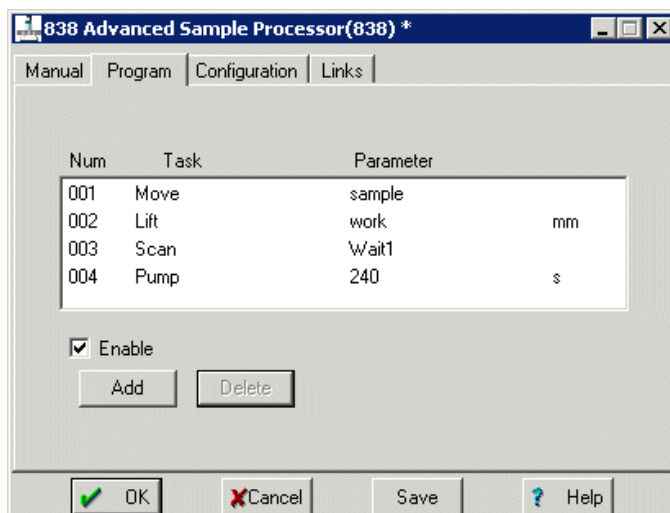 838 Advanced Sample Processor(838) *
Manual Program Configuration Links
Num Task Parameter
001 Move sample
002 Lift work mm
003 Scan Wait1
004 Pump 240 s
Enable
Add Delete
OK Cancel Save ? Help